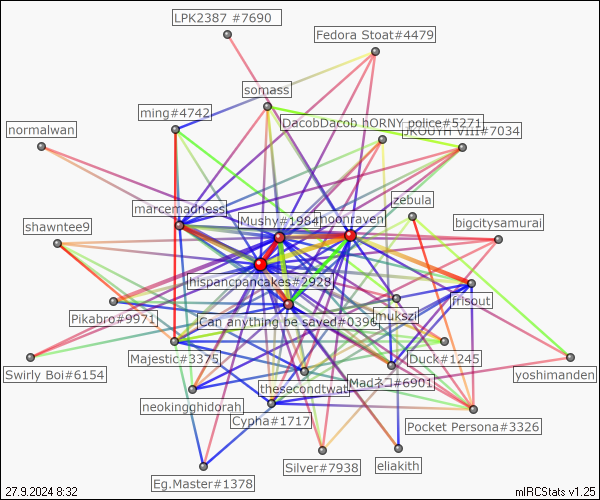 LPK2387 #7690
Fedora Stoat#4479
somass
ming#4742
DacobDacob hORNY police#5271
normalwan
JKOUYH VIII#7034
zebula
marcemadness
Mushy#1984
moonraven
bigcitysamurai
shawntee9
hispancpancakes#2928
frisout
mukszi
Pikabro#9971
Can anything be saved#0396
Majestic#3375
Duck#1245
Swirly Boi#6154
thesecondtwat
Madネコ#6901
yoshimanden
neokingghidorah
Cypha#1717
Pocket Persona#3326
Eg.Master#1378
Silver#7938
eliakith
27.9.2024 8:32
mIRCStats v1.25